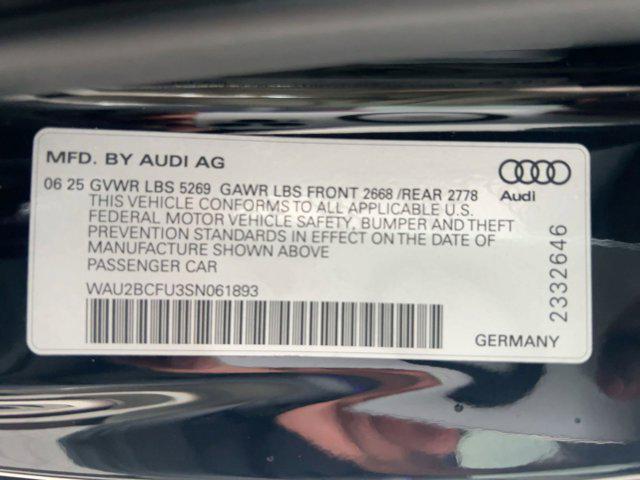 MFD. BY AUDI AG
06 25 GVWR LBS 5269 GAWR LBS FRONT 2668 /REAR 2778
THIS VEHICLE CONFORMS TO ALL APPLICABLE U.S.
FEDERAL MOTOR VEHICLE SAFETY, BUMPER AND THEFT
PREVENTION STANDARDS IN EFFECT ON THE DATE OF
MANUFACTURE SHOWN ABOVE
PASSENGER CAR
WAU2BCFU3SN061893
Audi
2332646
GERMANY